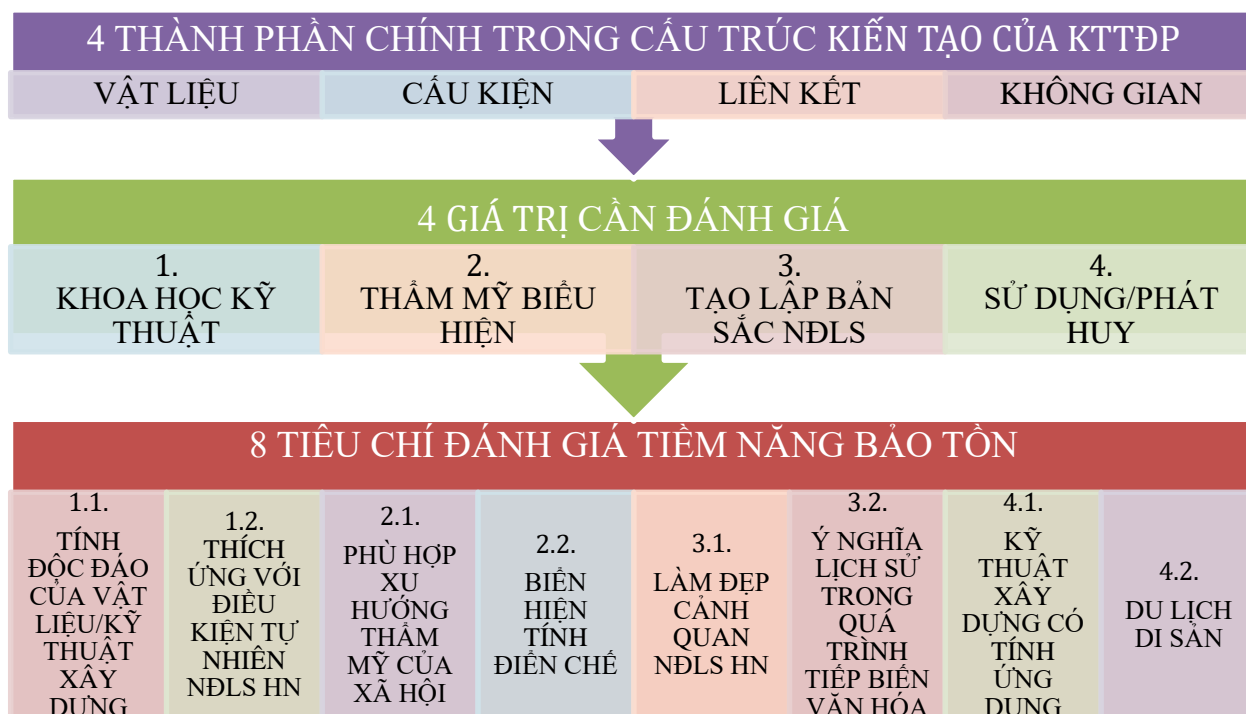 4 THÀNH PHẦN CHÍNH TRONG CẤU TRÚC KIẾN TẠO CỦA KTTĐP
VẬT LIỆU
CẤU KIỆN
LIÊN KẾT
KHÔNG GIAN
4 GIÁ TRỊ CẦN ĐÁNH GIÁ
1.
KHOA HỌC KỸ
THUẬT
2.
THẨM MỸ BIỂU
HIỆN
3.
TẠO LẬP BẢN
SẮC NĐLS
4.
SỬ DỤNG/PHÁT
HUY
8 TIÊU CHÍ ĐÁNH GIÁ TIỀM NĂNG BẢO TỒN
1.1.
TÍNH
ĐỘC ĐÁO
CỦA VẬT
LIỆU/KỸ
THUẬT
XÂY
DỰNG
1.2.
THÍCH
ỨNG VỚI
ĐIỀU
KIỆN TỰ
NHIÊN
NĐLS HN
2.1.
PHÙ HỢP
XU
HƯỚNG
THẨM
MỸ CỦA
XÃ HỘI
2.2.
BIỂN
HIỆN
TÍNH
ĐIỂN CHẾ
3.1.
LÀM ĐẸP
CẢNH
QUAN
NĐLS HN
3.2.
Ý NGHĨA
LỊCH SỬ
TRONG
QUÁ
TRÌNH
TIẾP BIẾN
VĂN HÓA
4.1.
KỸ
THUẬT
XÂY
DỰNG CÓ
TÍNH
ỨNG
DỤNG
4.2.
DU LỊCH
DI SẢN